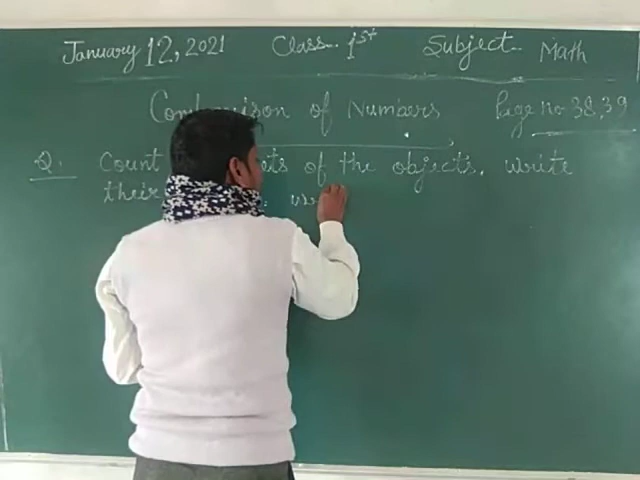 January 12, 2021 Class- 1st Subject- Math
Comparison of Numbers Page no 38,39
Q. Count of the objects. write
their